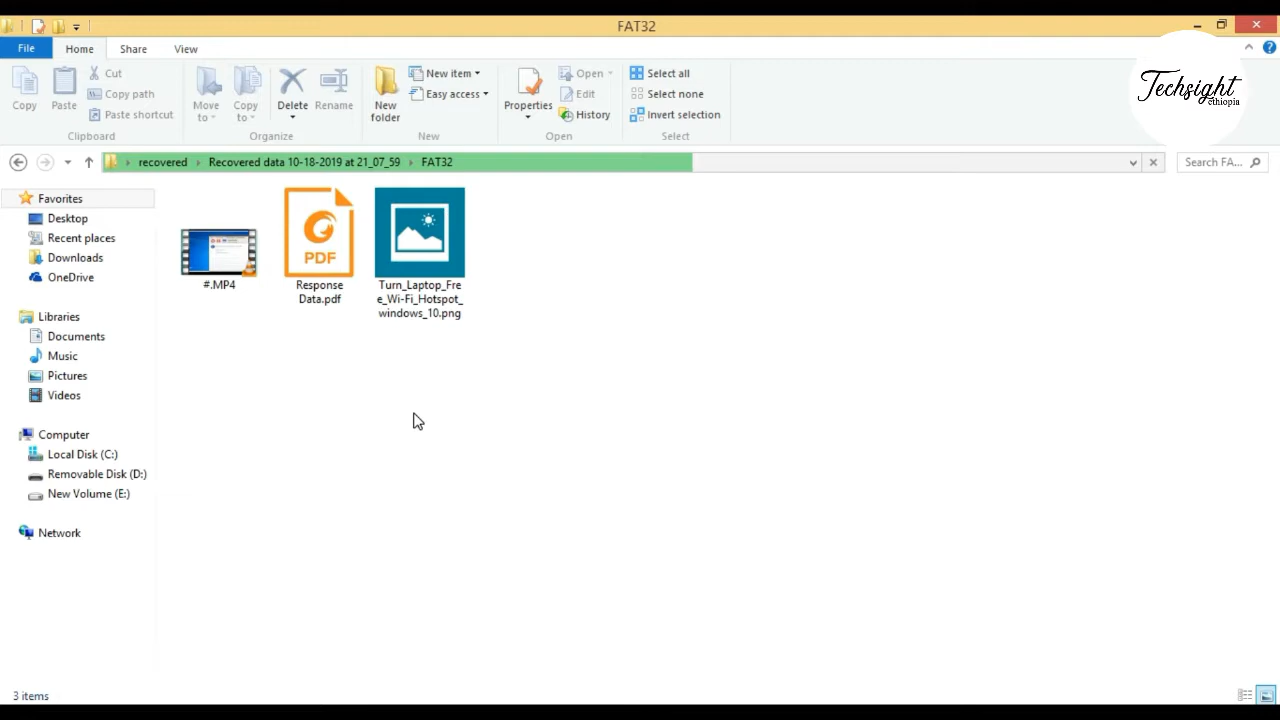 FAT32
File
Home
Share
View
Copy
Paste
Cut
Copy path
Paste shortcut
Clipboard
Move to
Copy to
Delete
Rename
Organize
New folder
New item
Easy access
New
Properties
Open
Edit
History
Open
Select all
Select none
Invert selection
Select
Techsight
ethiopia
recovered
Recovered data 10-18-2019 at 21_07_59
FAT32
Search FA...
Favorites
Desktop
Recent places
Downloads
OneDrive
Libraries
Documents
Music
Pictures
Videos
Computer
Local Disk (C:)
Removable Disk (D:)
New Volume (E:)
Network
#.MP4
PDF
Response
Data.pdf
Turn_Laptop_Fre
e_Wi-Fi_Hotspot_
windows_10.png
3 items